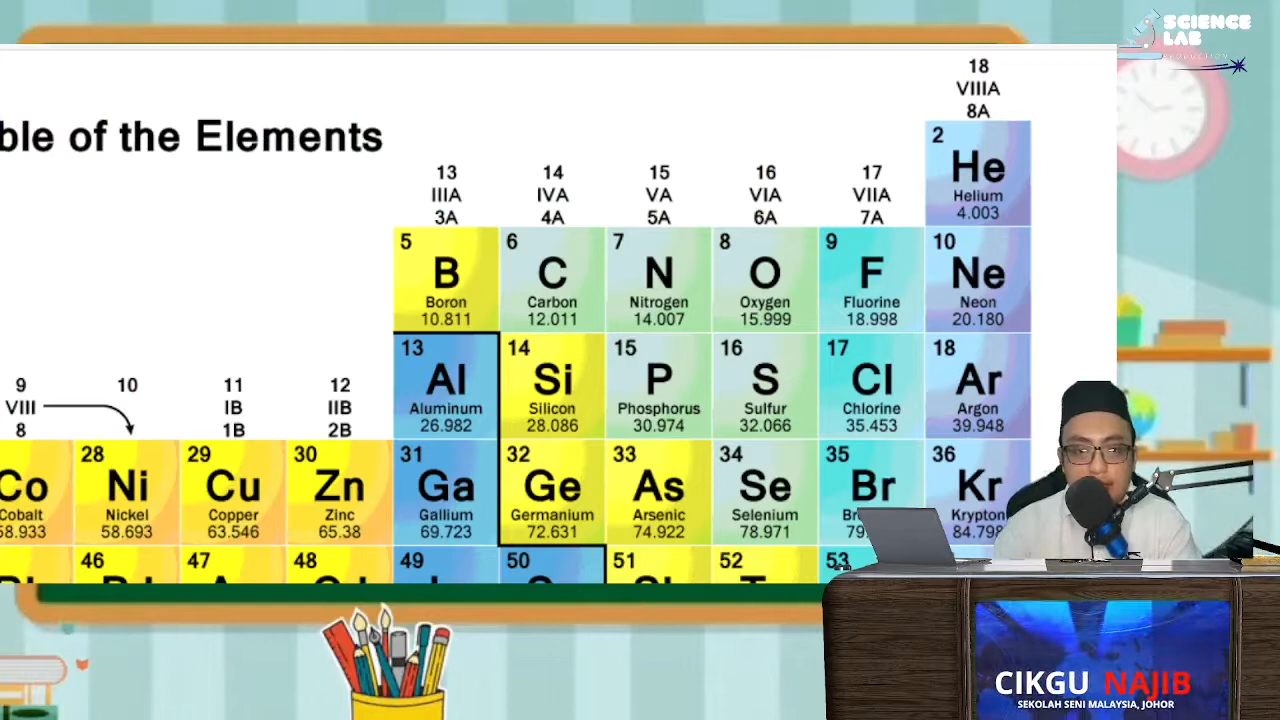 SCIENCE
LAB
PRODUCTION
ble of the Elements
18
VIIIA
8A
13 14 15 16 17
IIIA IVA VA VIA VIIA
3A 4A 5A 6A 7A
2
He
Helium
4.003
5 6 7 8 9 10
B C N O F Ne
Boron Carbon Nitrogen Oxygen Fluorine Neon
10.811 12.011 14.007 15.999 18.998 20.180
13 14 15 16 17 18
Al Si P S Cl Ar
Aluminum Silicon Phosphorus Sulfur Chlorine Argon
26.982 28.086 30.974 32.066 35.453 39.948
9 10 11 12
VIII IB IIB
8 1B 2B
28 29 30 31 32 33 34 35 36
Co Ni Cu Zn Ga Ge As Se Br Kr
Cobalt Nickel Copper Zinc Gallium Germanium Arsenic Selenium Krypton
58.933 58.693 63.546 65.38 69.723 72.631 74.922 78.971 79. 84.798
46 47 48 49 50 51 52 53
CIKGU NAJIB
SEKOLAH SENI MALAYSIA, JOHOR